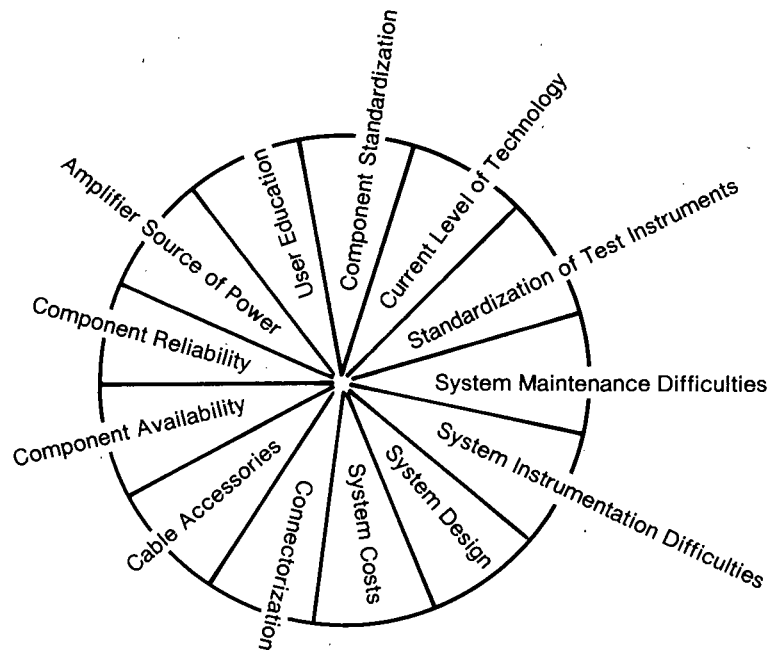 Component Standardization
Current Level of Technology
Standardization of Test Instruments
System Maintenance Difficulties
System Instrumentation Difficulties
System Design
System Costs
Connectorization
Cable Accessories
Component Availability
Component Reliability
Amplifier Source of Power
User Education